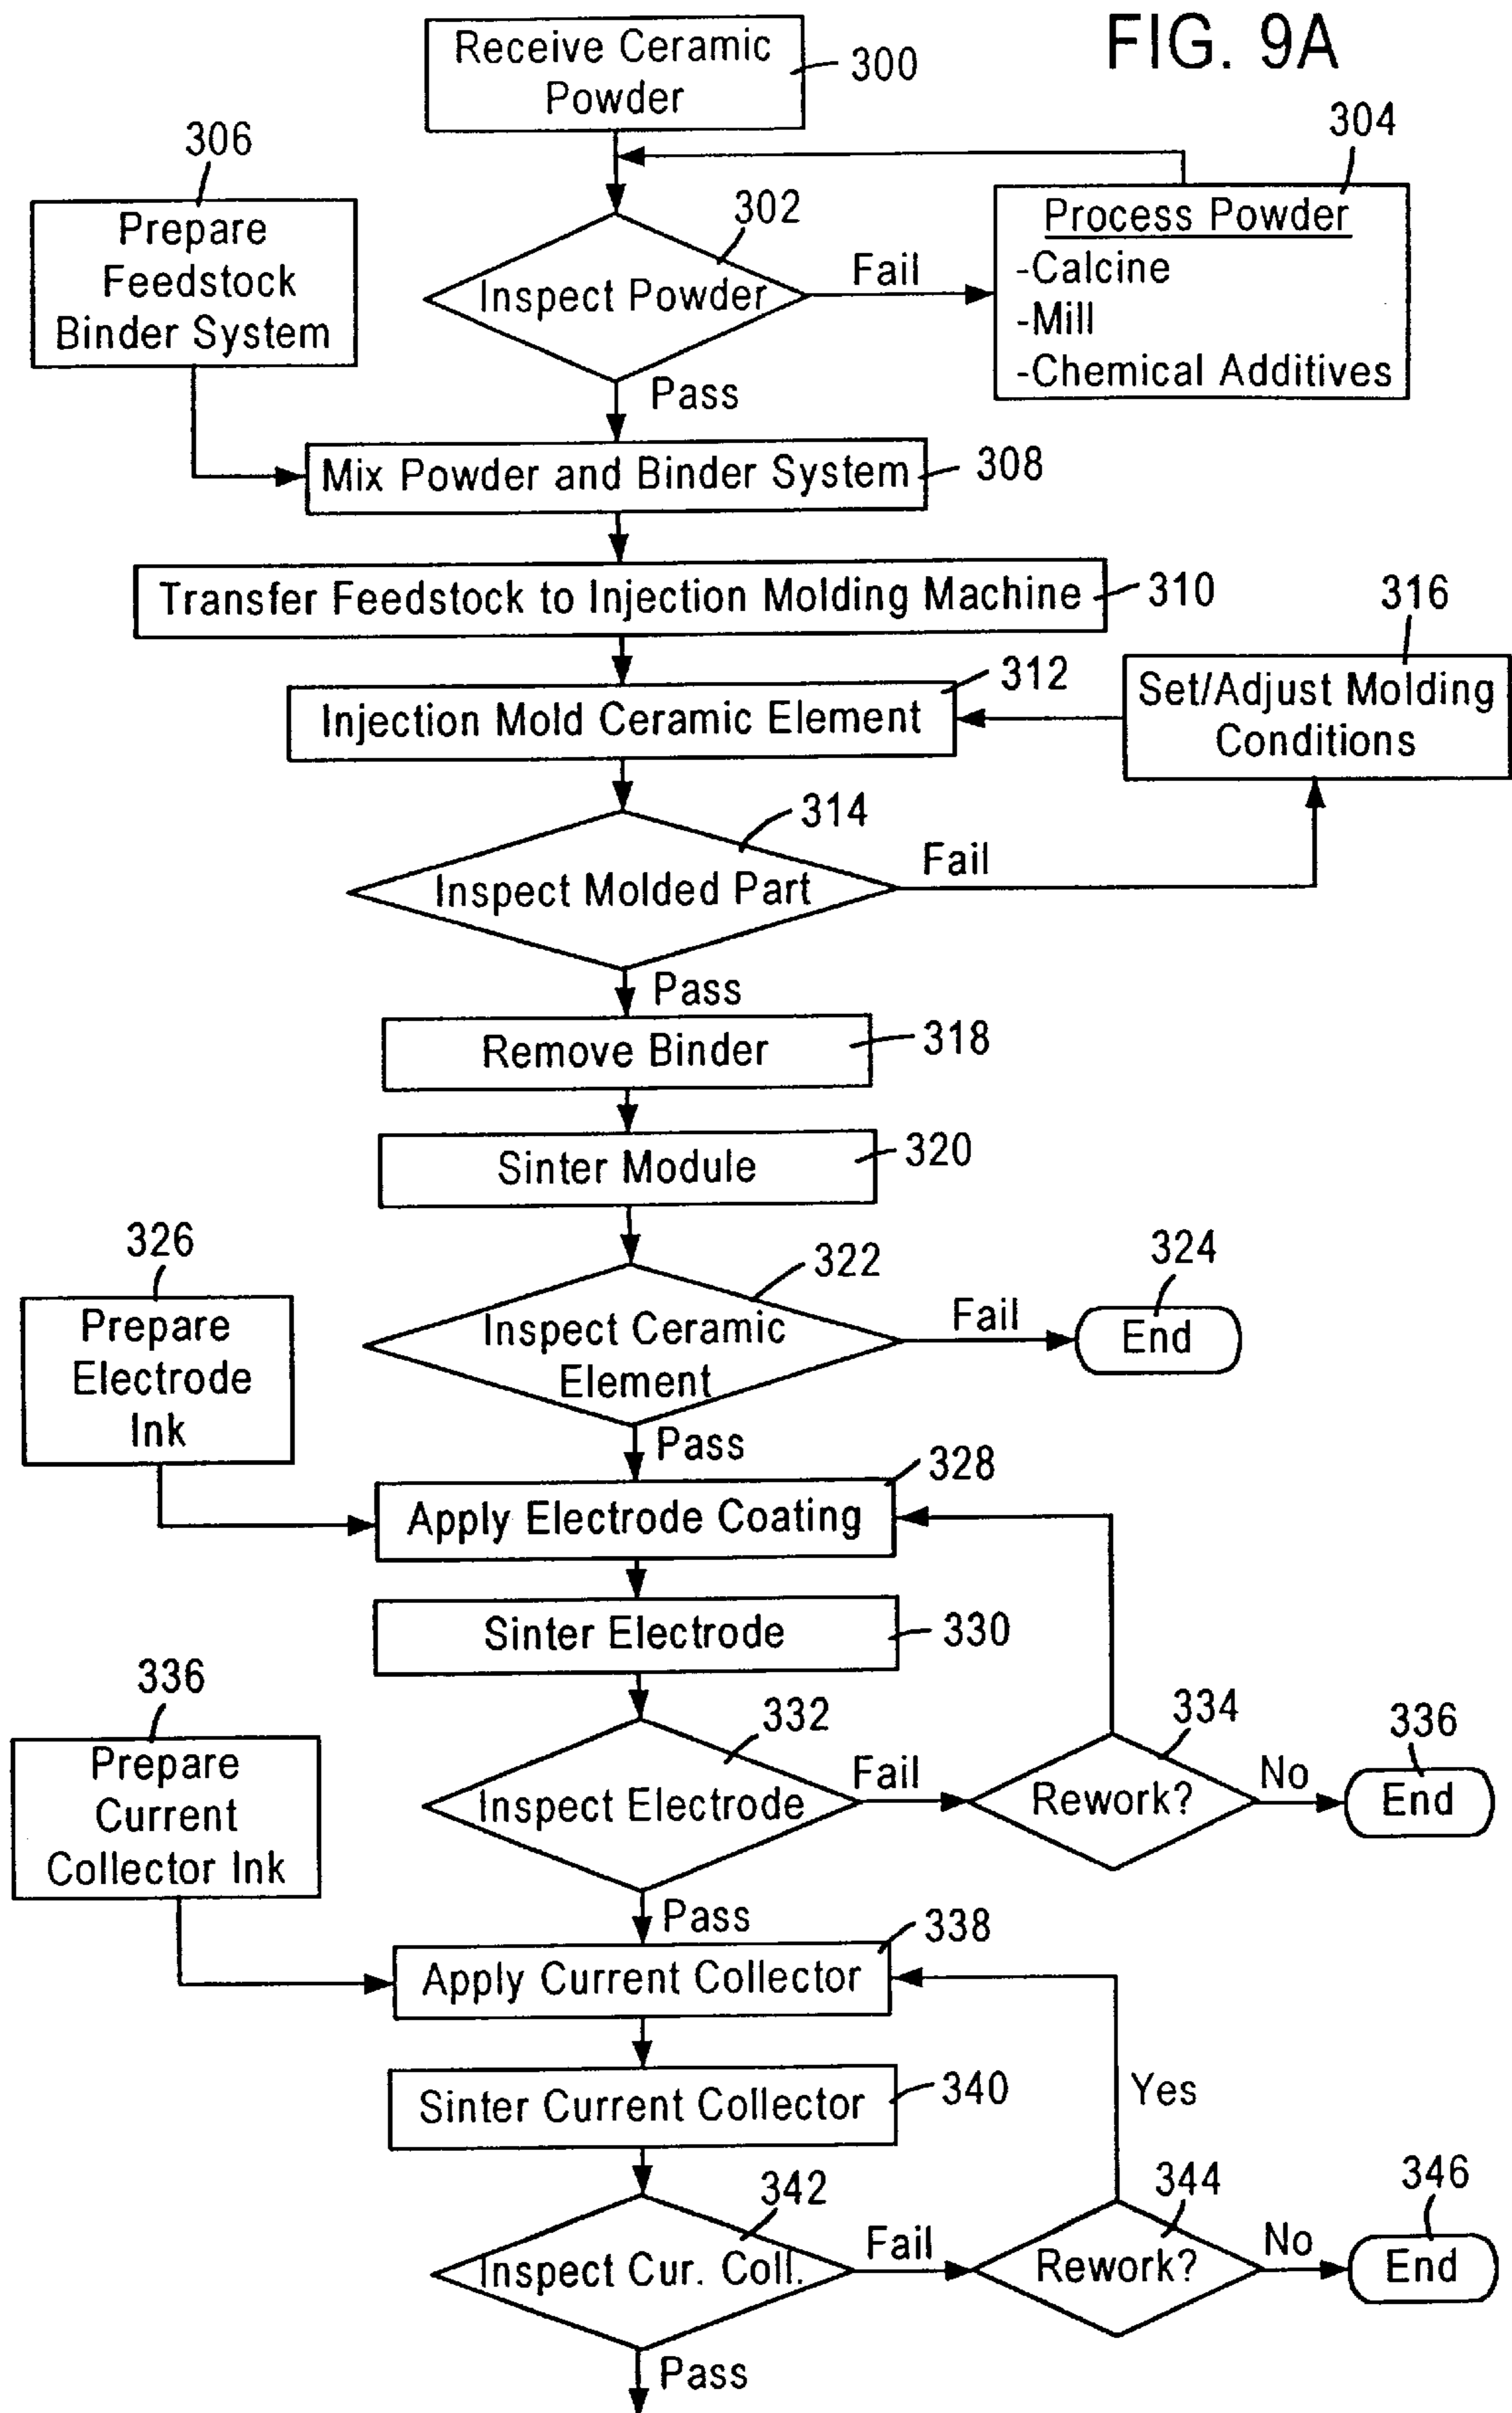 FIG. 9A
Receive Ceramic
Powder
300
306
304
Prepare
Feedstock
Binder System
302
Inspect Powder
Fail
Process Powder
-Calcine
-Mill
-Chemical Additives
Pass
Mix Powder and Binder System
308
Transfer Feedstock to Injection Molding Machine
310
316
312
Injection Mold Ceramic Element
Set/Adjust Molding
Conditions
314
Inspect Molded Part
Fail
Pass
Remove Binder
318
Sinter Module
320
326
322
324
Prepare
Electrode
Ink
Inspect Ceramic
Element
Fail
End
Pass
328
Apply Electrode Coating
Sinter Electrode
330
336
332
334
336
Prepare
Current
Collector Ink
Inspect Electrode
Fail
Rework?
No
End
Pass
338
Apply Current Collector
Sinter Current Collector
340
Yes
342
344
346
Inspect Cur. Coll.
Fail
Rework?
No
End
Pass